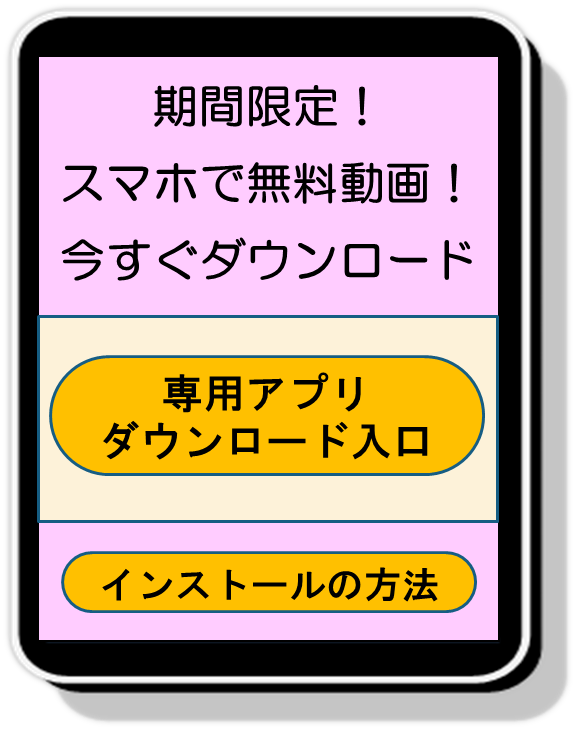 期間限定！
スマホで無料動画！
今すぐダウンロード
専用アプリ
ダウンロード入口
インストールの方法